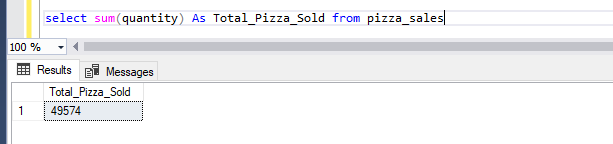 select sum(quantity) As Total_Pizza_Sold from pizza_sales
100 %
Results Messages
Total_Pizza_Sold
1 49574